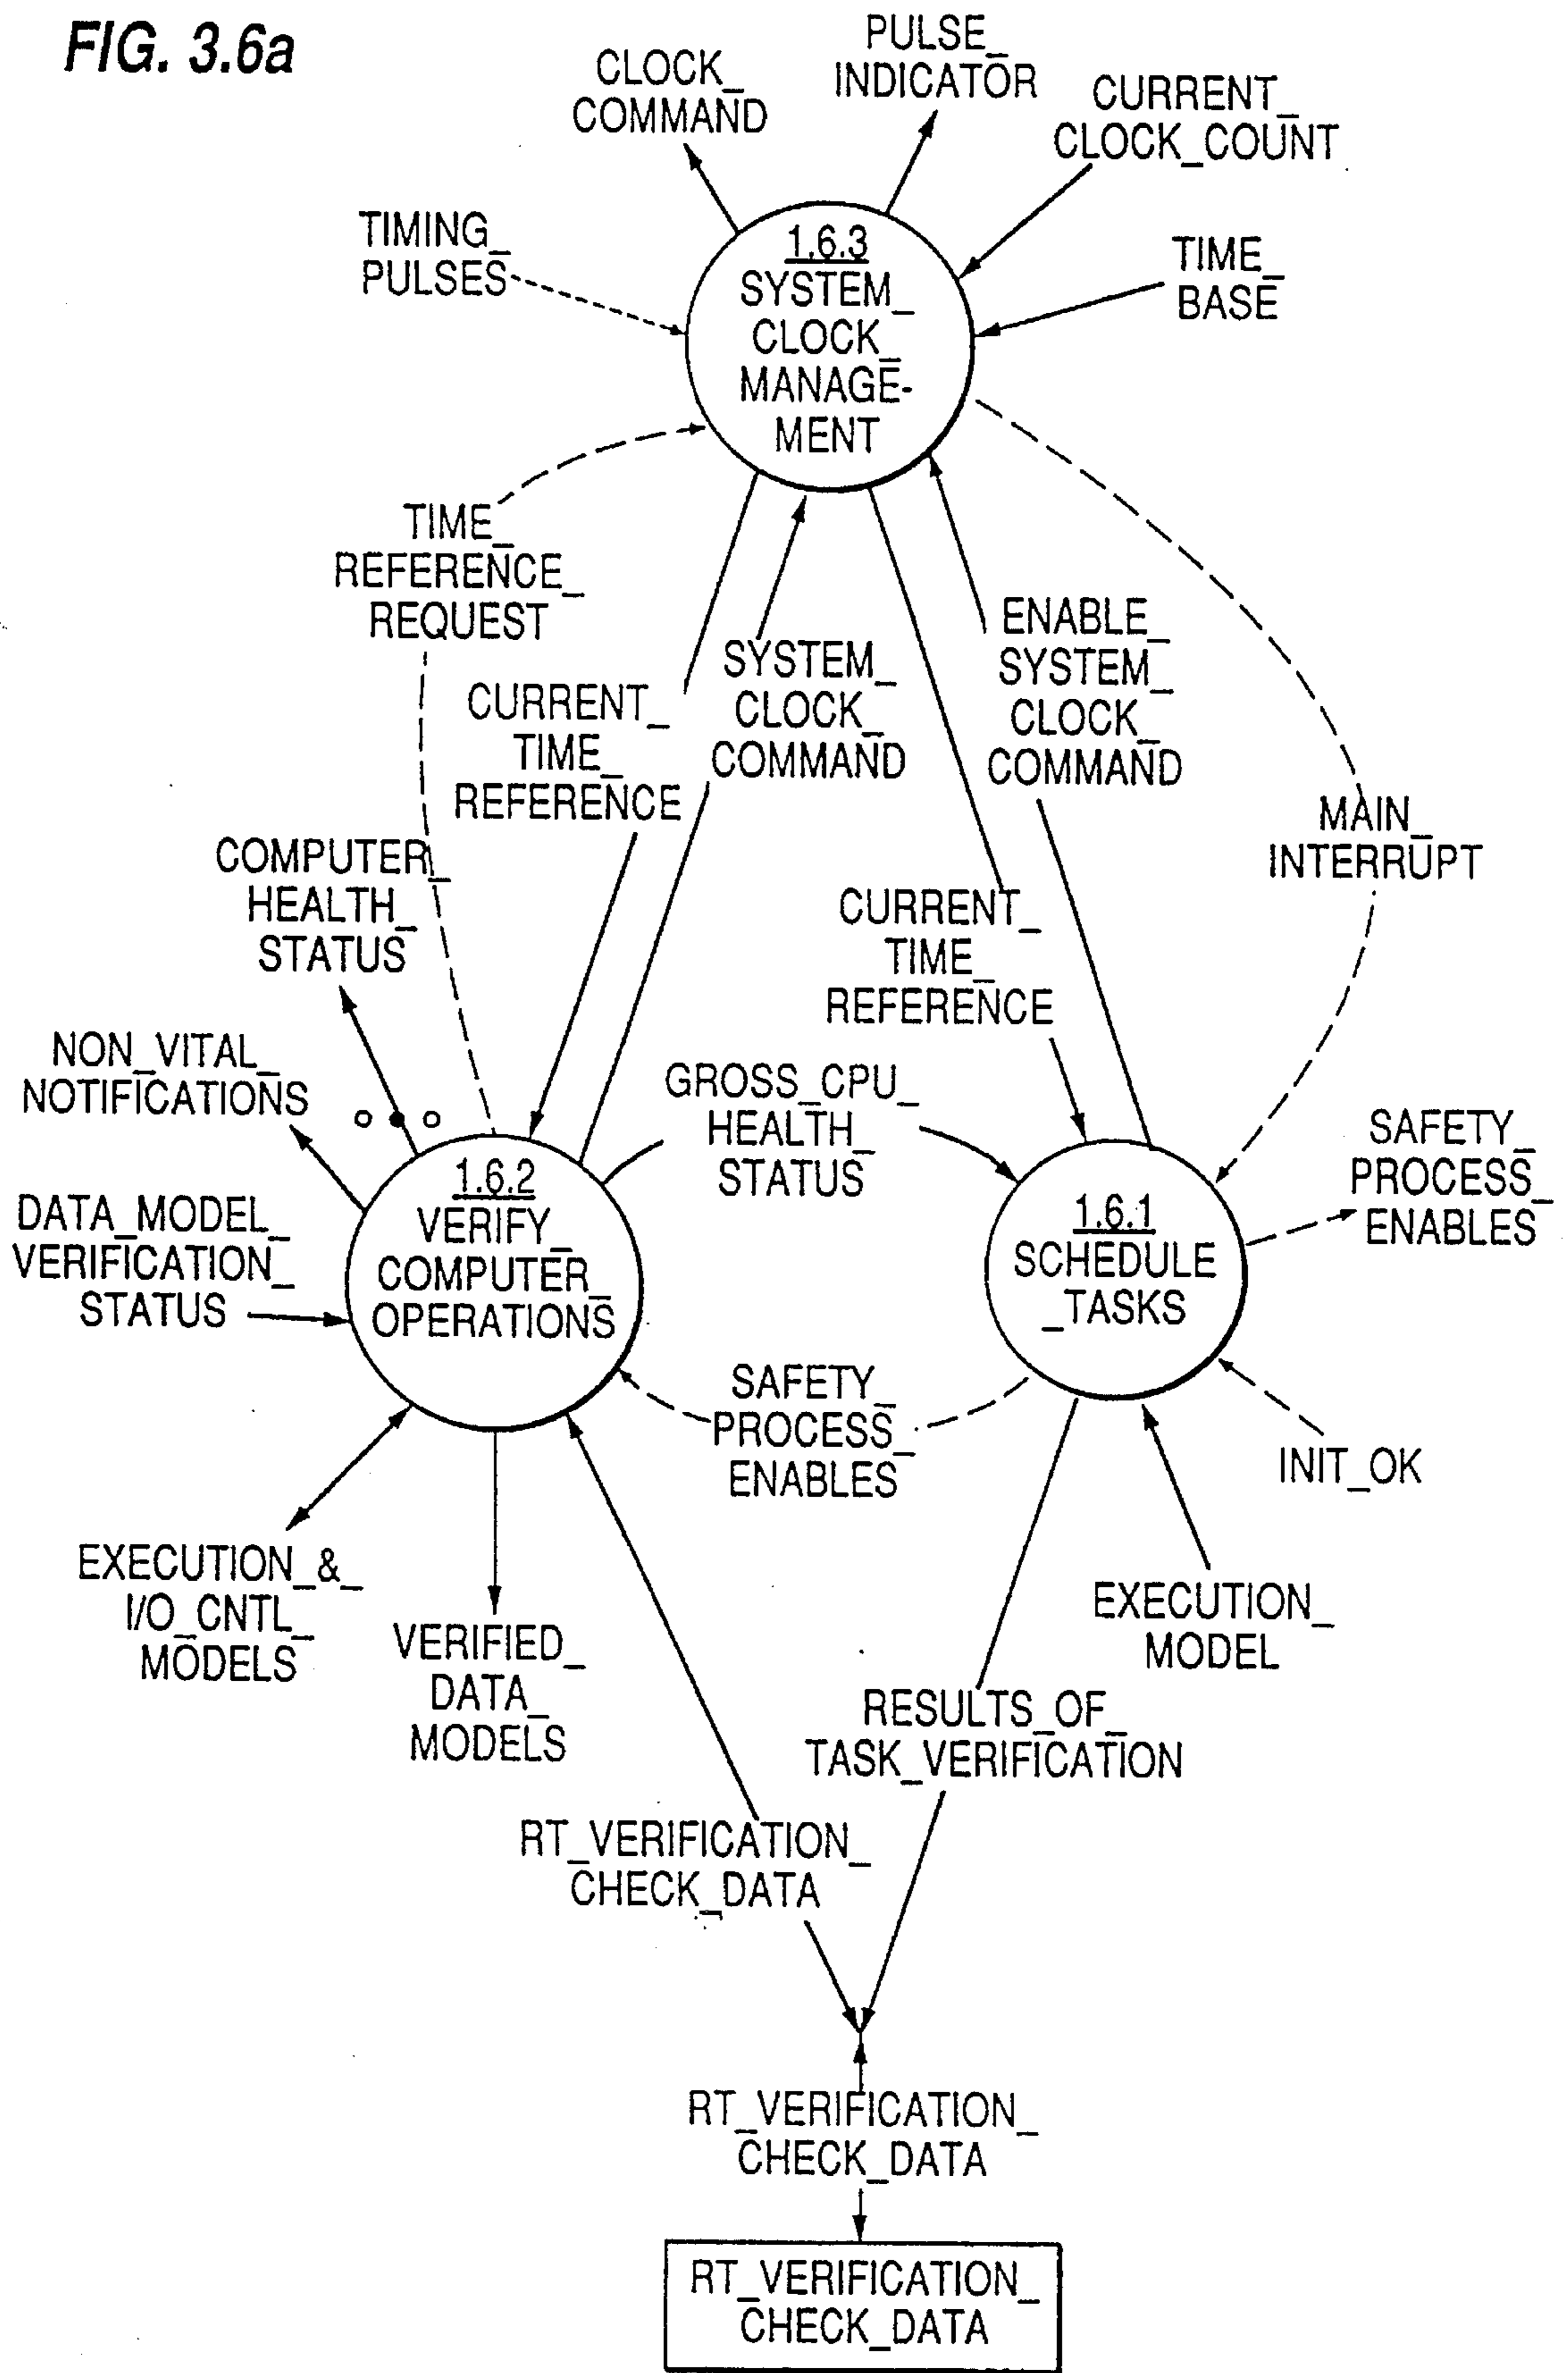 FIG. 3.6a
CLOCK_
COMMAND
PULSE_
INDICATOR
CURRENT_
CLOCK_COUNT
TIMING_
PULSES
TIME_
BASE
1.6.3
SYSTEM_
CLOCK_
MANAGE-
MENT
TIME_
REFERENCE_
REQUEST
CURRENT_
TIME_
REFERENCE
SYSTEM_
CLOCK_
COMMAND
ENABLE_
SYSTEM_
CLOCK_
COMMAND
MAIN_
INTERRUPT
COMPUTER_
HEALTH_
STATUS
CURRENT_
TIME_
REFERENCE
NON_VITAL_
NOTIFICATIONS
GROSS_CPU_
HEALTH_
STATUS
SAFETY_
PROCESS_
ENABLES
DATA_MODEL_
VERIFICATION_
STATUS
1.6.2
VERIFY_
COMPUTER_
OPERATIONS
1.6.1
SCHEDULE
_TASKS
SAFETY_
PROCESS_
ENABLES
INIT_OK
EXECUTION_&_
I/O_CNTL_
MODELS
VERIFIED_
DATA_
MODELS
EXECUTION_
MODEL
RESULTS_OF_
TASK_VERIFICATION
RT_VERIFICATION_
CHECK_DATA
RT_VERIFICATION_
CHECK_DATA
RT_VERIFICATION_
CHECK_DATA